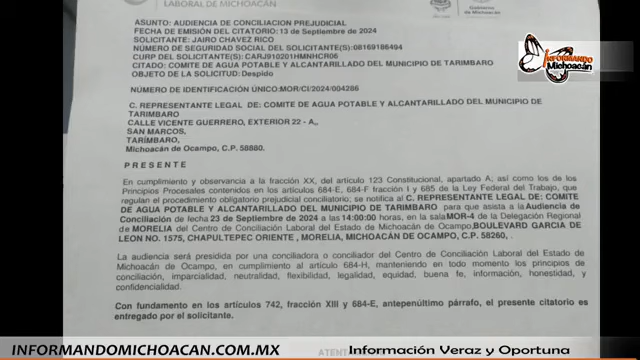 LABORAL DE MICHOACÁN
Gobierno
de Michoacán
ASUNTO: AUDIENCIA DE CONCILIACION PREJUDICIAL
FECHA DE EMISIÓN DEL CITATORIO: 13 de Septiembre de 2024
SOLICITANTE: JAIRO CHAVEZ RICO
NÚMERO DE SEGURIDAD SOCIAL DEL SOLICITANTE(S):08169186494
CURP DEL SOLICITANTE(S): CARJ910201HMNHCR06
CITADO: COMITE DE AGUA POTABLE Y ALCANTARILLADO DEL MUNICIPIO DE TARIMBARO
OBJETO DE LA SOLICITUD: Despido
INFORMANDO
Michoacán
NÚMERO DE IDENTIFICACIÓN ÚNICO:MOR/CI/2024/004286
C. REPRESENTANTE LEGAL DE: COMITE DE AGUA POTABLE Y ALCANTARILLADO DEL MUNICIPIO DE
TARIMBARO
CALLE VICENTE GUERRERO, EXTERIOR 22 - A,,
SAN MARCOS,
TARÍMBARO,
Michoacán de Ocampo, C.P. 58880.
P R E S E N T E
En cumplimiento y observancia a la fracción XX, del artículo 123 Constitucional, apartado A; así como los de los
Principios Procesales contenidos en los artículos 684-E, 684-F fracción I y 685 de la Ley Federal del Trabajo, que
regulan el procedimiento obligatorio prejudicial conciliatorio; se notifica al C. REPRESENTANTE LEGAL DE: COMITE
DE AGUA POTABLE Y ALCANTARILLADO DEL MUNICIPIO DE TARIMBARO para que asista a la Audiencia de
Conciliación de fecha 23 de Septiembre de 2024 a las 14:00:00 horas, en la sala MOR-4 de la Delegación Regional
de MORELIA del Centro de Conciliación Laboral del Estado de Michoacán de Ocampo,BOULEVARD GARCIA DE
LEON NO. 1575, CHAPULTEPEC ORIENTE , MORELIA, MICHOACÁN DE OCAMPO, C.P. 58260, .
La audiencia será presidida por una conciliadora o conciliador del Centro de Conciliación Laboral del Estado de
Michoacán de Ocampo, en cumplimiento al artículo 684-H, manteniendo en todo momento los principios de
conciliación, imparcialidad, neutralidad, flexibilidad, legalidad, equidad, buena fe, información, honestidad, y
confidencialidad.
Con fundamento en los artículos 742, fracción XIII y 684-E, antepenúltimo párrafo, el presente citatorio es
entregado por el solicitante.
INFORMANDOMICHOACAN.COM.MX
Información Veraz y Oportuna